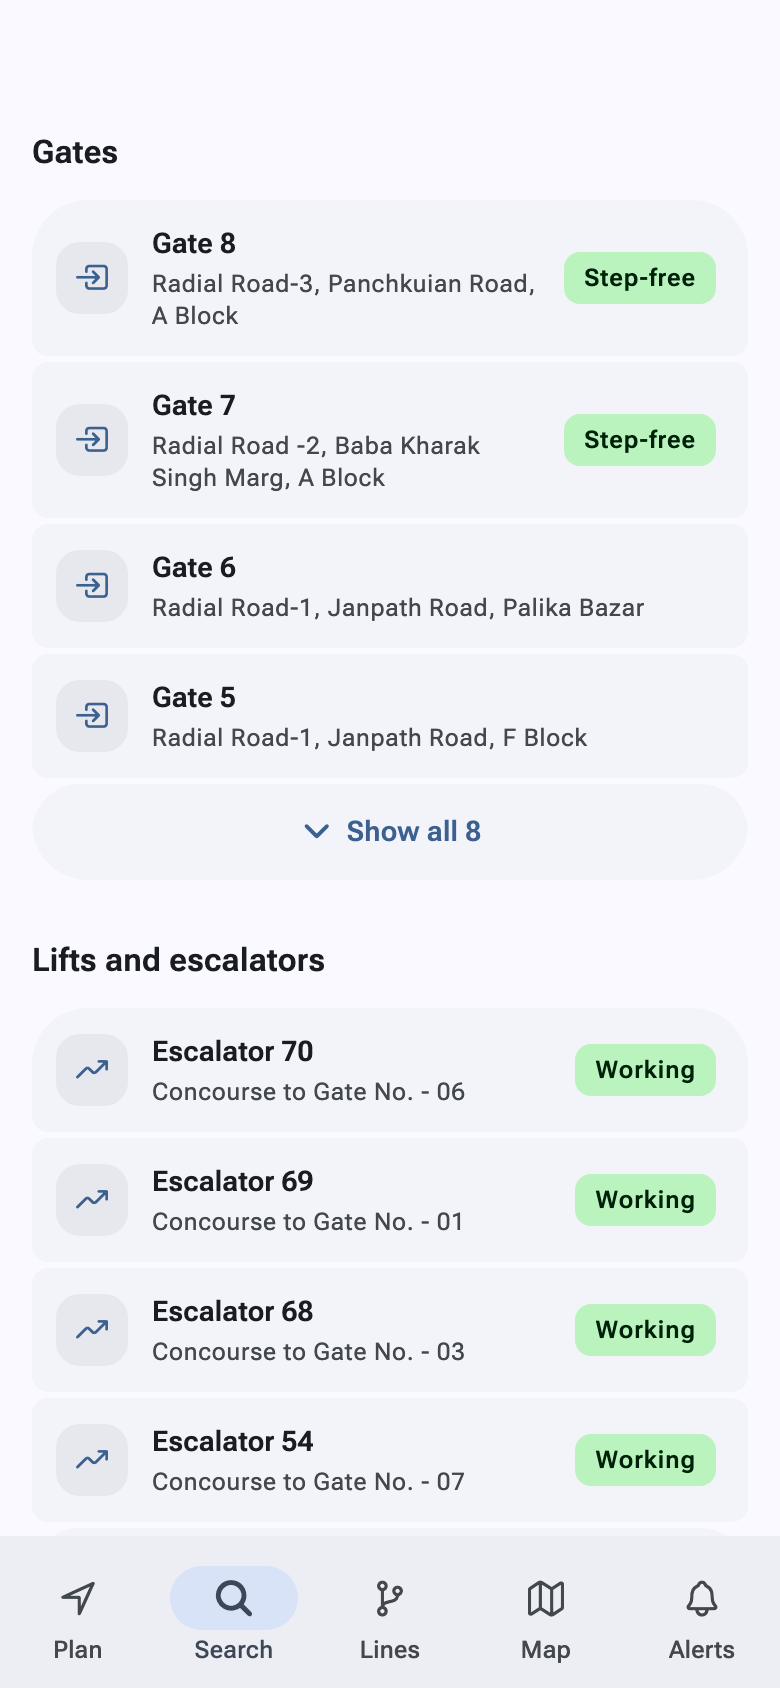 Gates
Gate 8
Radial Road-3, Panchkuian Road,
A Block
Step-free
Gate 7
Radial Road -2, Baba Kharak
Singh Marg, A Block
Step-free
Gate 6
Radial Road-1, Janpath Road, Palika Bazar
Gate 5
Radial Road-1, Janpath Road, F Block
Show all 8
Lifts and escalators
Escalator 70
Concourse to Gate No. - 06
Working
Escalator 69
Concourse to Gate No. - 01
Working
Escalator 68
Concourse to Gate No. - 03
Working
Escalator 54
Concourse to Gate No. - 07
Working
Plan
Search
Lines
Map
Alerts